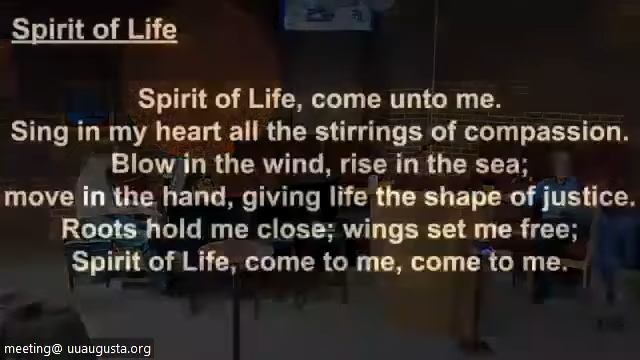 Spirit of Life
Spirit of Life, come unto me.
Sing in my heart all the stirrings of compassion.
Blow in the wind, rise in the sea;
move in the hand, giving life the shape of justice.
Roots hold me close; wings set me free;
Spirit of Life, come to me, come to me.
meeting@ uuaugusta.org